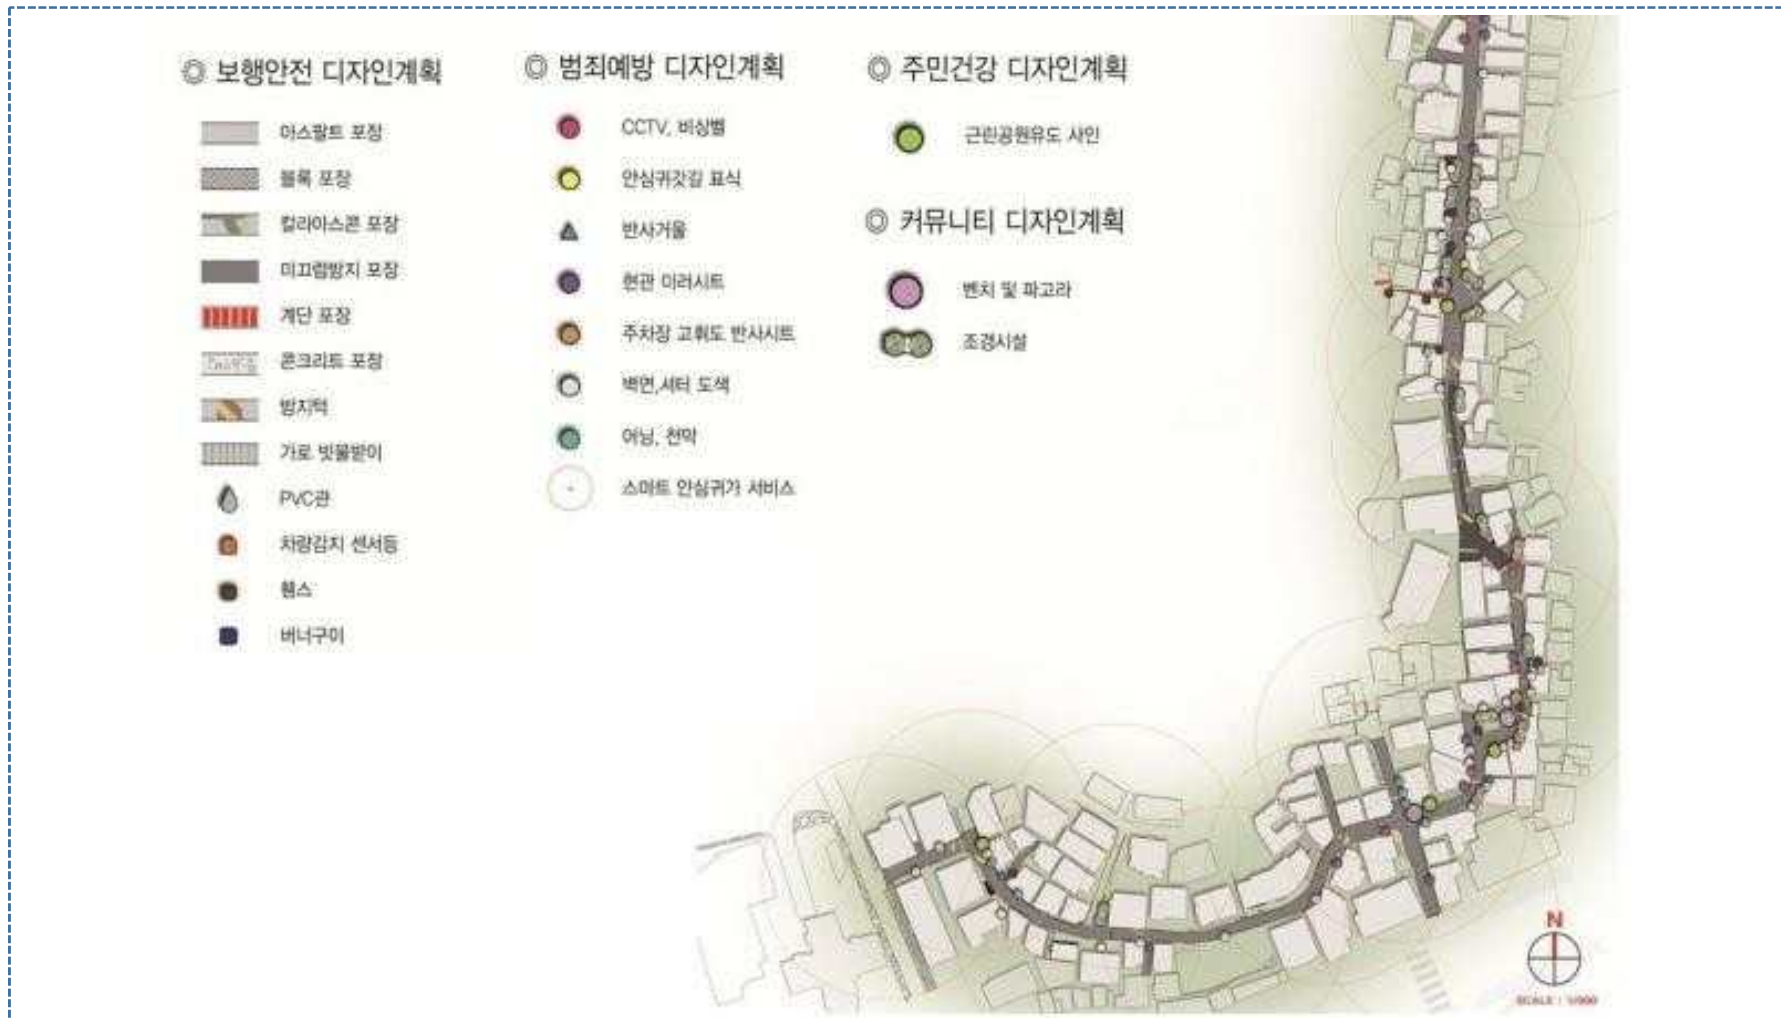 ◎ 보행안전 디자인계획
아스팔트 포장
블록 포장
컬러아스콘 포장
미끄럼방지 포장
계단 포장
콘크리트 포장
방지턱
가로 빗물받이
PVC관
차량감지 센서등
휀스
버너구이
◎ 범죄예방 디자인계획
CCTV, 비상벨
안심귀갓길 표식
반사거울
현관 미러시트
주차장 고휘도 반사시트
벽면,셔터 도색
어닝, 천막
스마트 안심귀가 서비스
◎ 주민건강 디자인계획
근린공원유도 사인
◎ 커뮤니티 디자인계획
벤치 및 파고라
조경시설
N